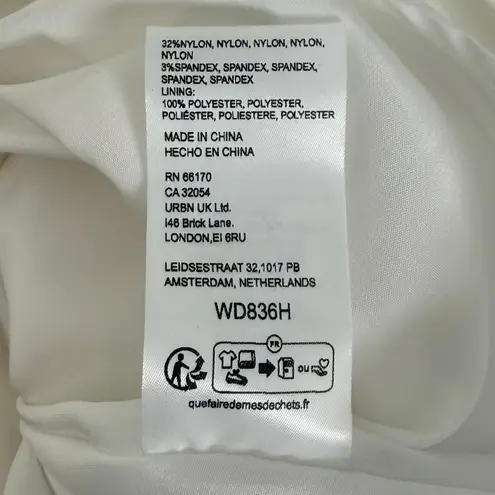 32%NYLON, NYLON, NYLON, NYLON,
NYLON
3%SPANDEX, SPANDEX, SPANDEX,
SPANDEX, SPANDEX
LINING:
100% POLYESTER, POLYESTER,
POLIÉSTER, POLIESTERE, POLYESTER
MADE IN CHINA
HECHO EN CHINA
RN 66170
CA 32054
URBN UK Ltd.
I46 Brick Lane.
LONDON,EI 6RU
LEIDSESTRAAT 32,1017 PB
AMSTERDAM, NETHERLANDS
WD836H
FR
ou
quefairedemesdechets.fr